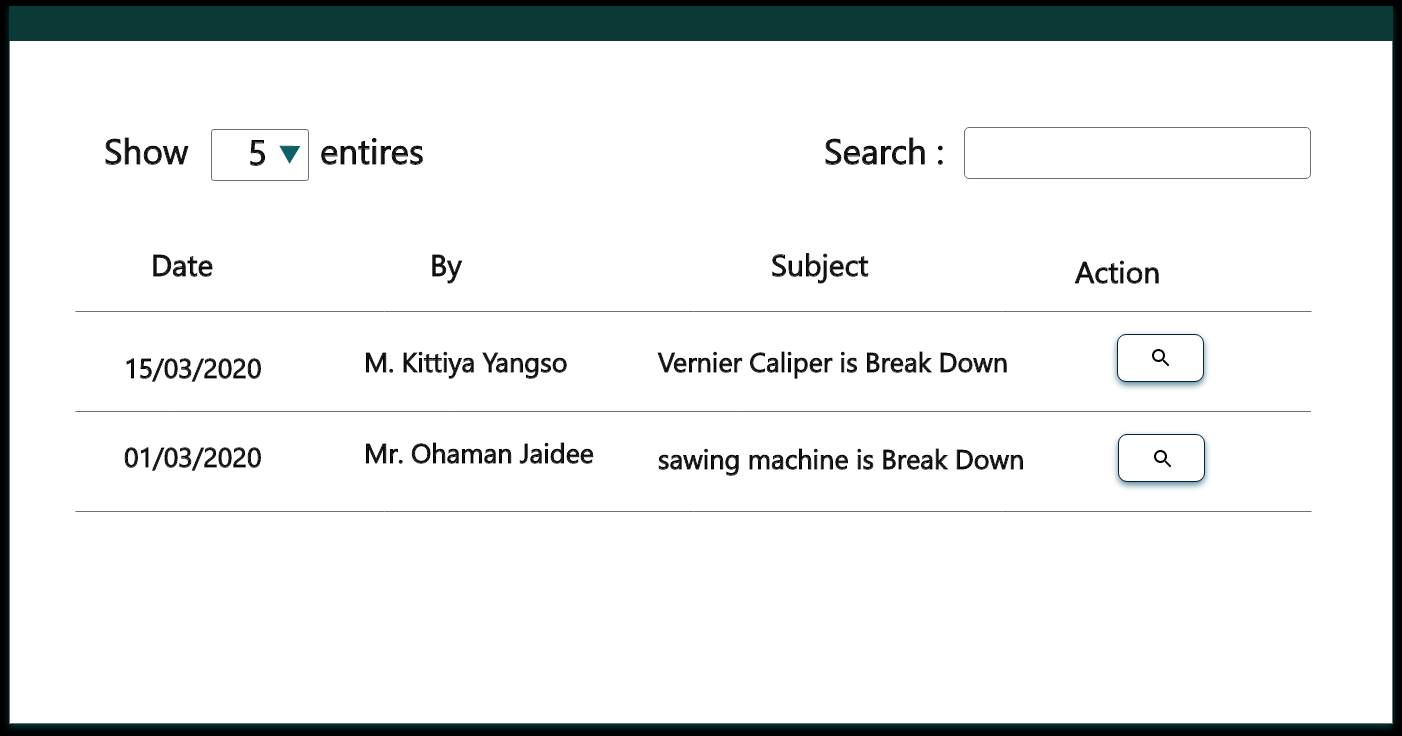 Show 5 entires Search :
Date By Subject Action
15/03/2020 M. Kittiya Yangso Vernier Caliper is Break Down
01/03/2020 Mr. Ohaman Jaidee sawing machine is Break Down